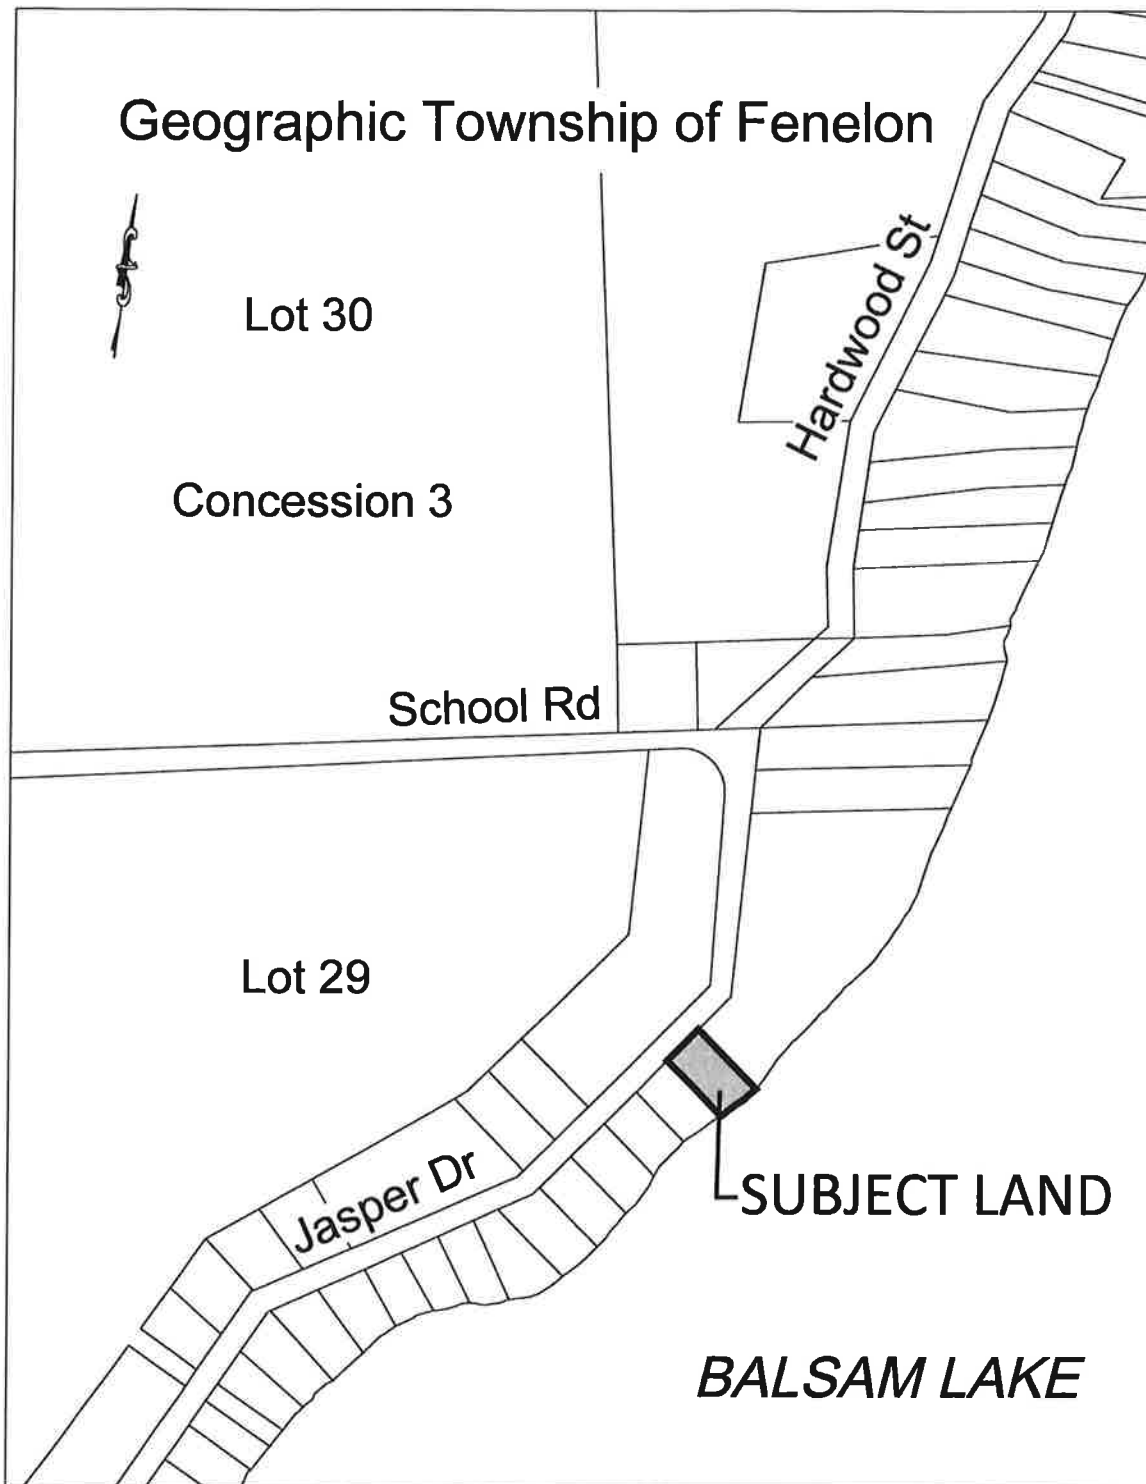 Geographic Township of Fenelon
Hardwood St
Lot 30
Concession 3
School Rd
Lot 29
Jasper Dr
SUBJECT LAND
BALSAM LAKE